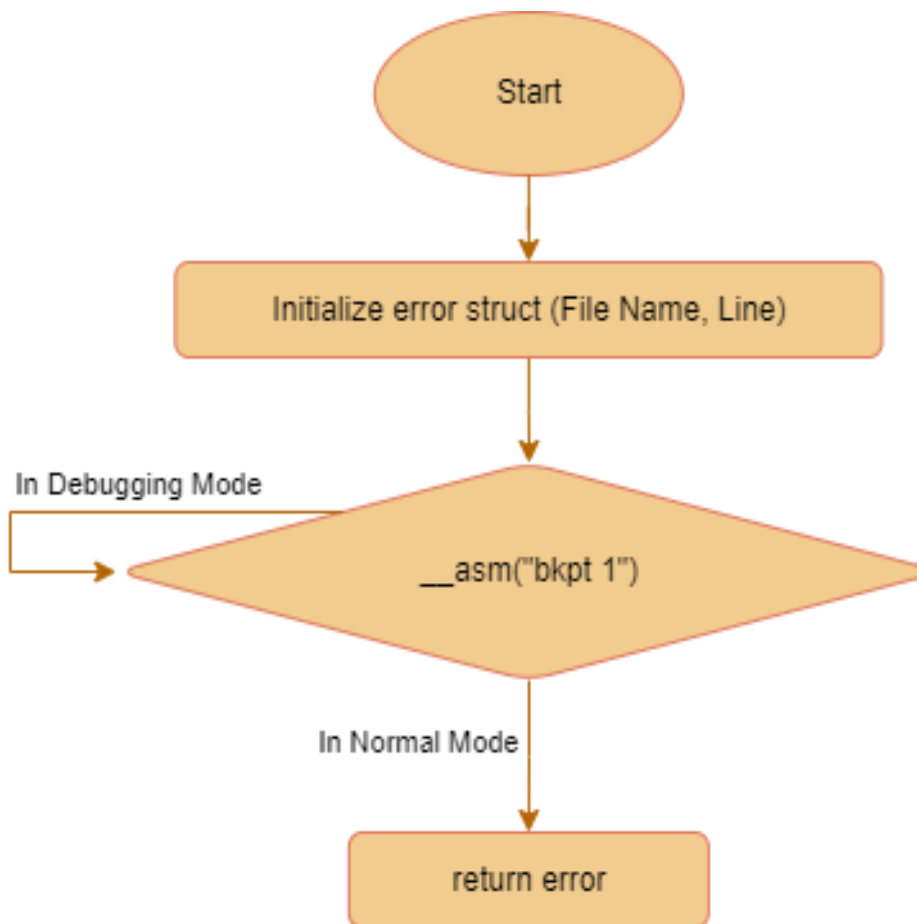 Start
Initialize error struct (File Name, Line)
In Debugging Mode
__asm("bkpt 1")
In Normal Mode
return error